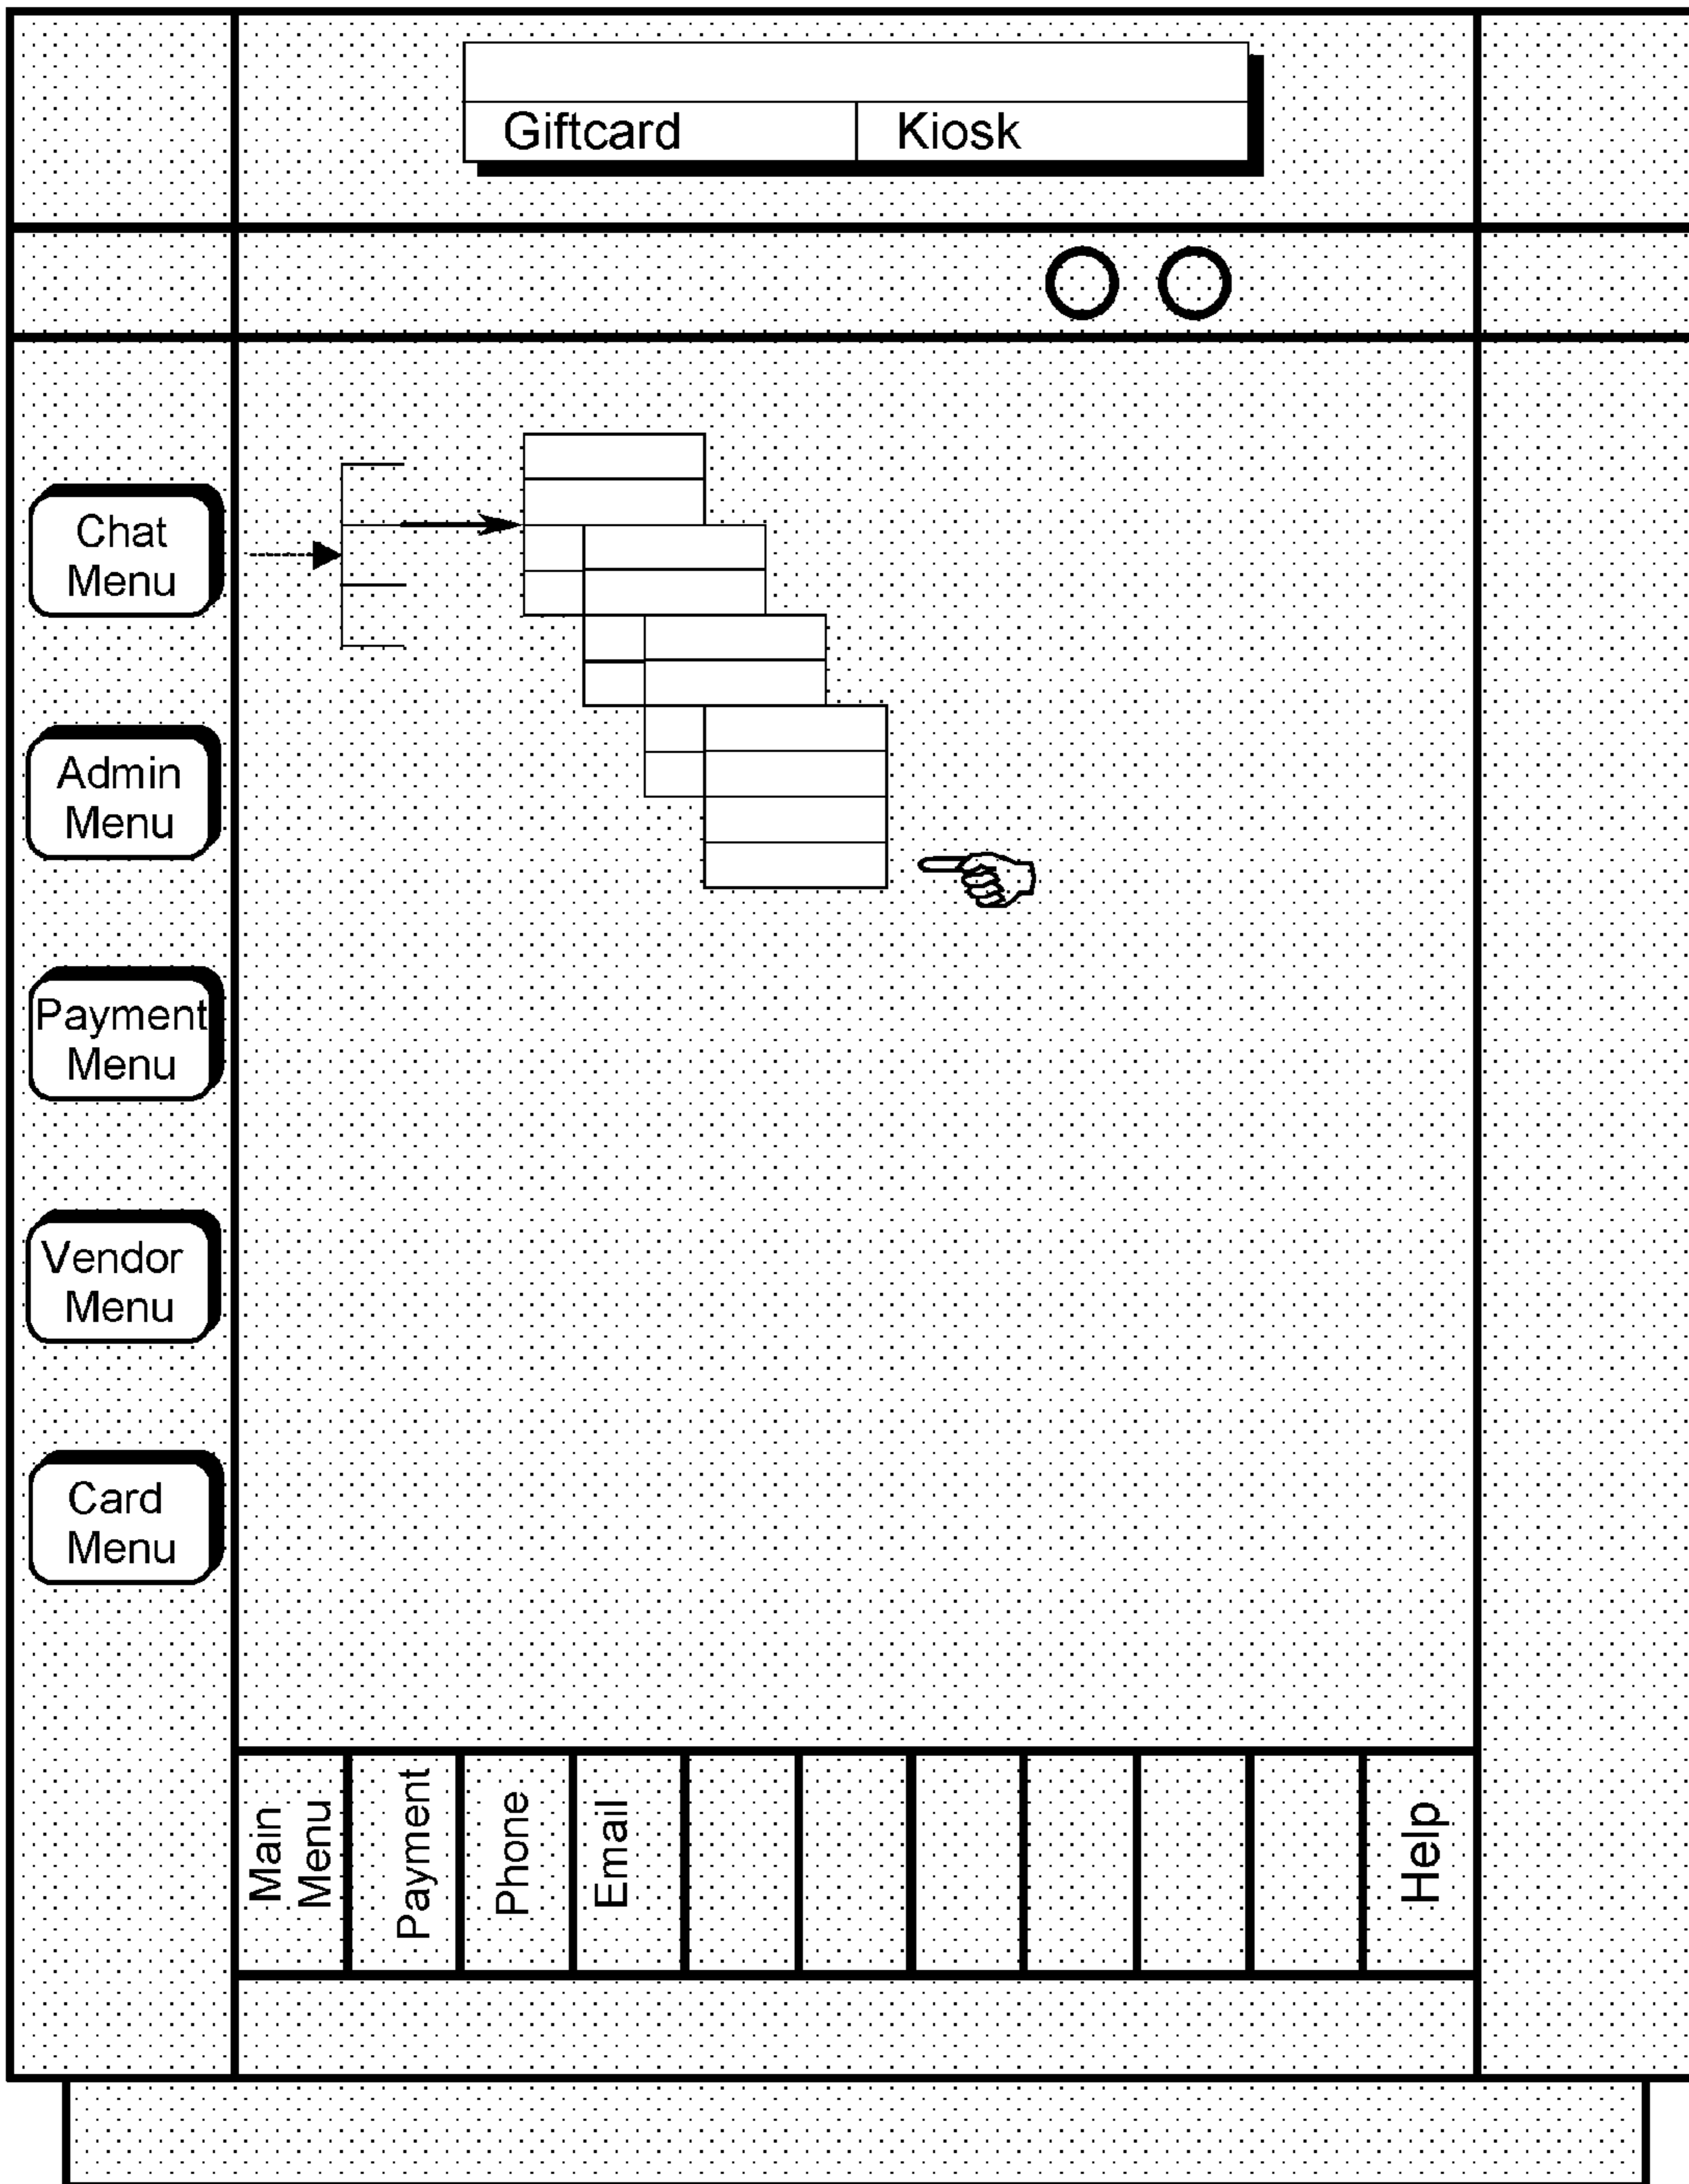 Giftcard
Kiosk
Chat
Menu
Admin
Menu
Payment
Menu
Vendor
Menu
Card
Menu
Main
Menu
Payment
Phone
Email
Help